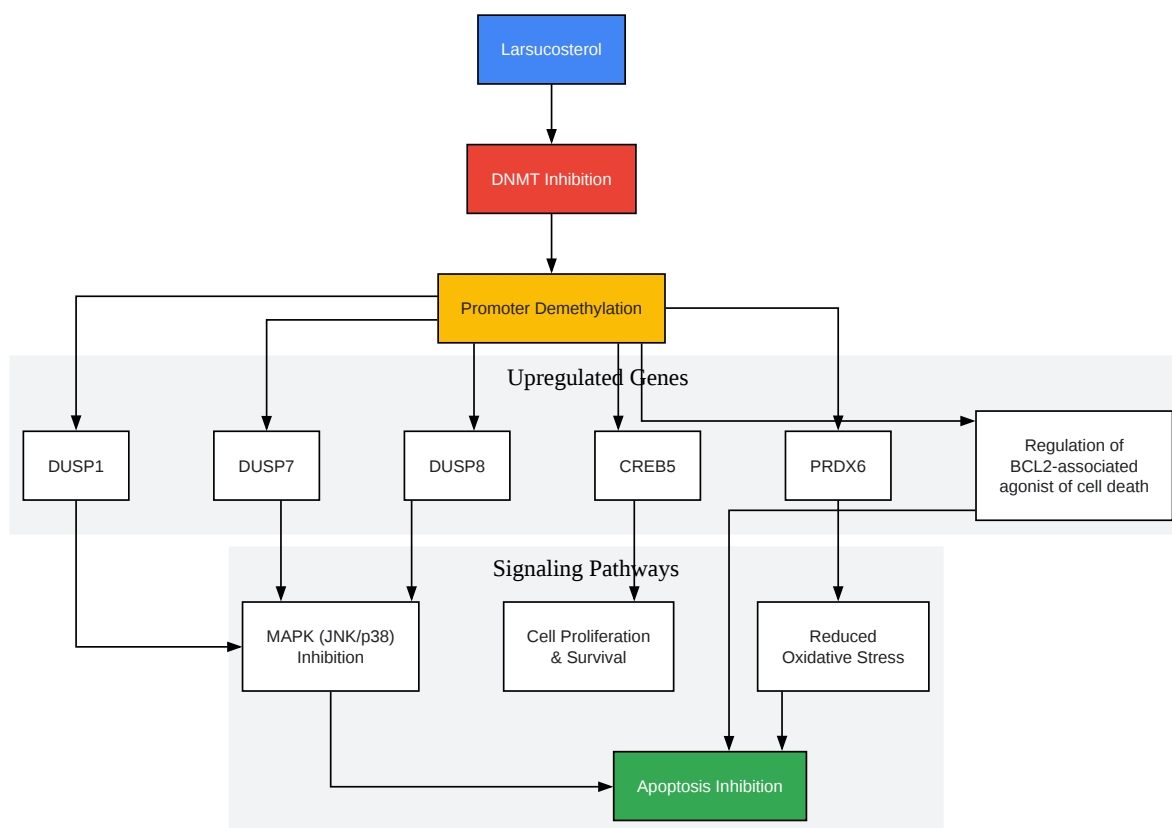 Larsucosterol
DNMT Inhibition
Promoter Demethylation
Upregulated Genes
DUSP1
DUSP7
DUSP8
CREB5
PRDX6
Regulation of
BCL2-associated
agonist of cell death
Signaling Pathways
MAPK (JNK/p38)
Inhibition
Cell Proliferation
& Survival
Reduced
Oxidative Stress
Apoptosis Inhibition